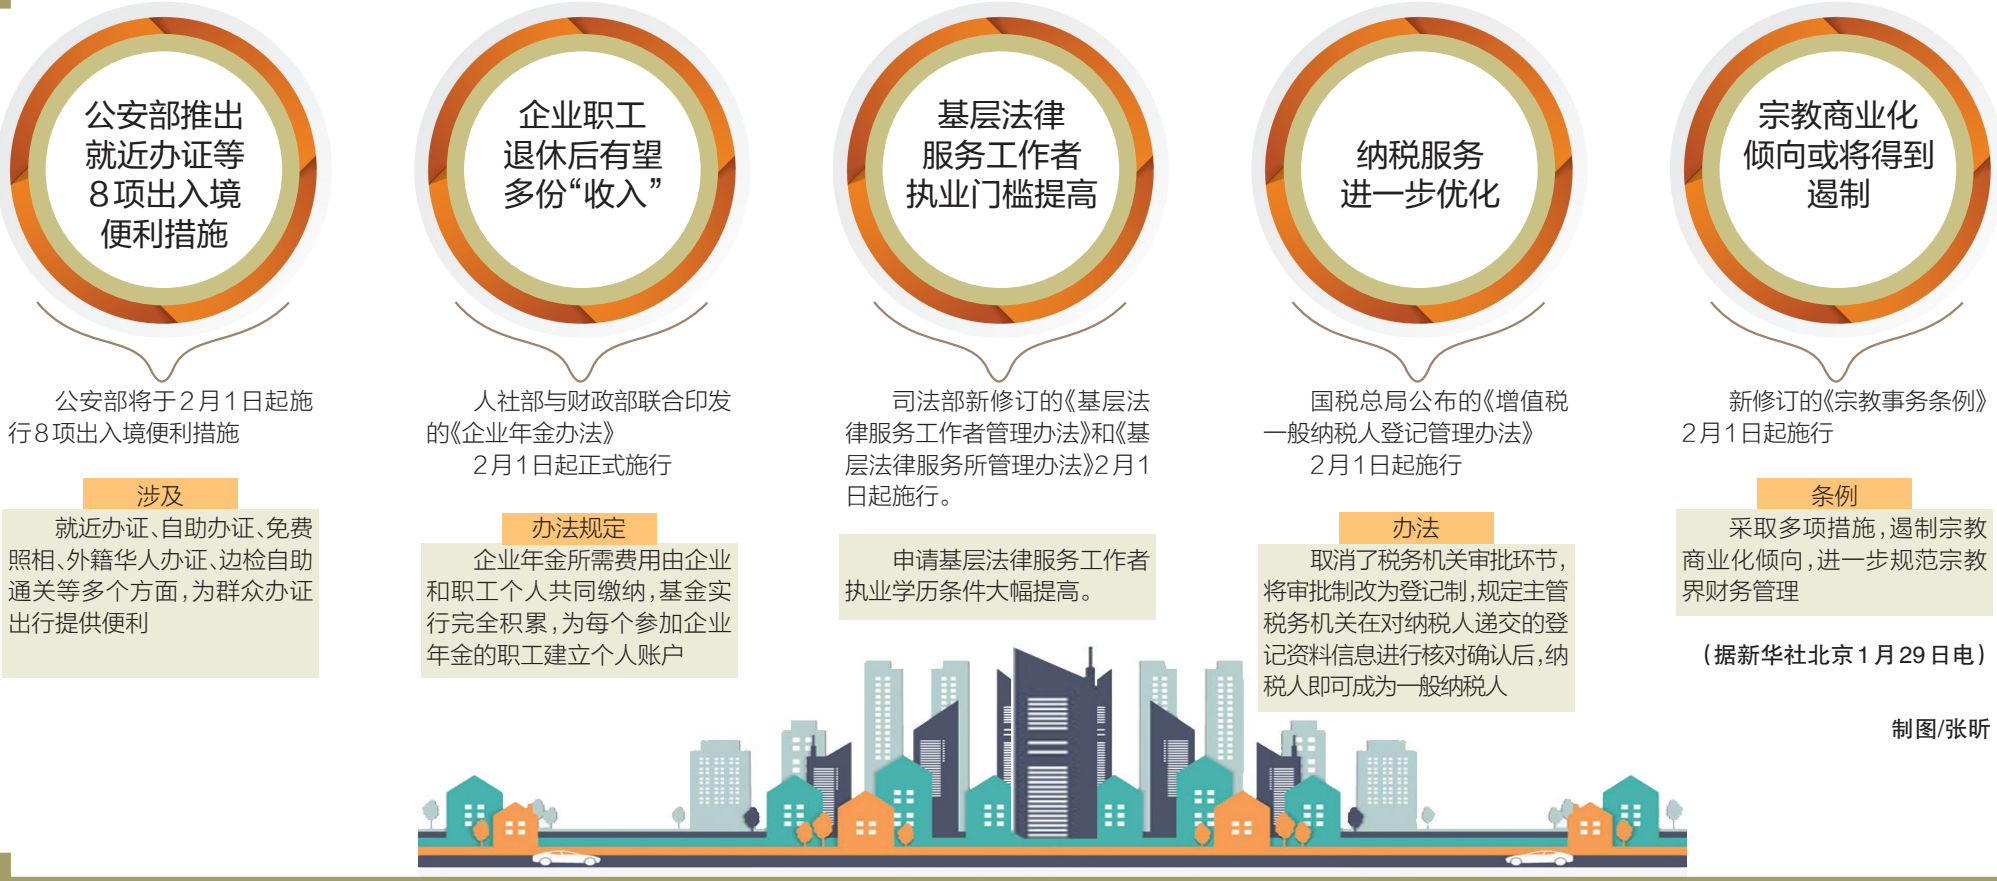 公安部推出
就近办证等
8项出入境
便利措施
公安部将于2月1日起施
行8项出入境便利措施
涉及
就近办证、自助办证、免费
照相、外籍华人办证、边检自助
通关等多个方面,为群众办证
出行提供便利
企业职工
退休后有望
多份“收入”
人社部与财政部联合印发
的《企业年金办法》
2月1日起正式施行
办法规定
企业年金所需费用由企业
和职工个人共同缴纳,基金实
行完全积累,为每个参加企业
年金的职工建立个人账户
基层法律
服务工作者
执业门槛提高
司法部新修订的《基层法
律服务工作者管理办法》和《基
层法律服务所管理办法》2月1
日起施行。
申请基层法律服务工作者
执业学历条件大幅提高。
纳税服务
进一步优化
国税总局公布的《增值税
一般纳税人登记管理办法》
2月1日起施行
办法
取消了税务机关审批环节,
将审批制改为登记制,规定主管
税务机关在对纳税人递交的登
记资料信息进行核对确认后,纳
税人即可成为一般纳税人
宗教商业化
倾向或将得到
遏制
新修订的《宗教事务条例》
2月1日起施行
条例
采取多项措施,遏制宗教
商业化倾向,进一步规范宗教
界财务管理
(据新华社北京1月29日电)
制图/张昕